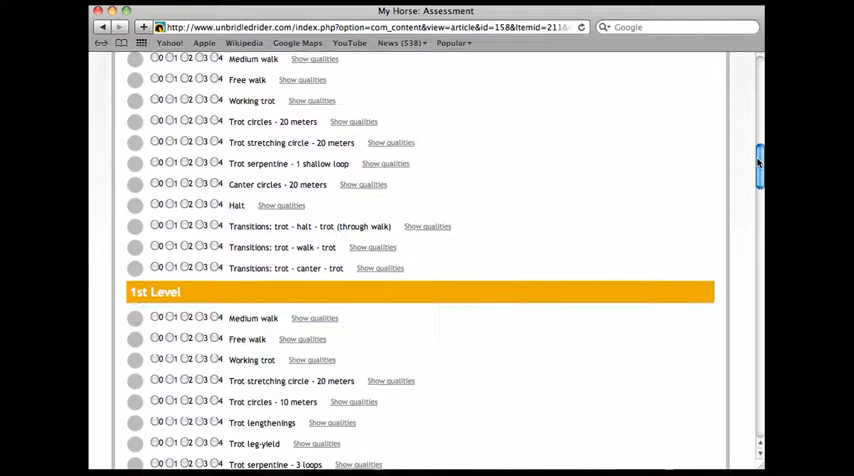 My Horse: Assessment
http://www.unbridledrider.com/index.php?option=com_content&view=article&id=158&Itemid=211&...
Google
Yahoo! Apple Wikipedia Google Maps YouTube News (538) Popular
0 1 2 3 4 Medium walk Show qualities
0 1 2 3 4 Free walk Show qualities
0 1 2 3 4 Working trot Show qualities
0 1 2 3 4 Trot circles - 20 meters Show qualities
0 1 2 3 4 Trot stretching circle - 20 meters Show qualities
0 1 2 3 4 Trot serpentine - 1 shallow loop Show qualities
0 1 2 3 4 Canter circles - 20 meters Show qualities
0 1 2 3 4 Halt Show qualities
0 1 2 3 4 Transitions: trot - halt - trot (through walk) Show qualities
0 1 2 3 4 Transitions: trot - walk - trot Show qualities
0 1 2 3 4 Transitions: trot - canter - trot Show qualities
1st Level
0 1 2 3 4 Medium walk Show qualities
0 1 2 3 4 Free walk Show qualities
0 1 2 3 4 Working trot Show qualities
0 1 2 3 4 Trot stretching circle - 20 meters Show qualities
0 1 2 3 4 Trot circles - 10 meters Show qualities
0 1 2 3 4 Trot lengthenings Show qualities
0 1 2 3 4 Trot leg-yield Show qualities
0 1 2 3 4 Trot serpentine - 3 loops Show qualities